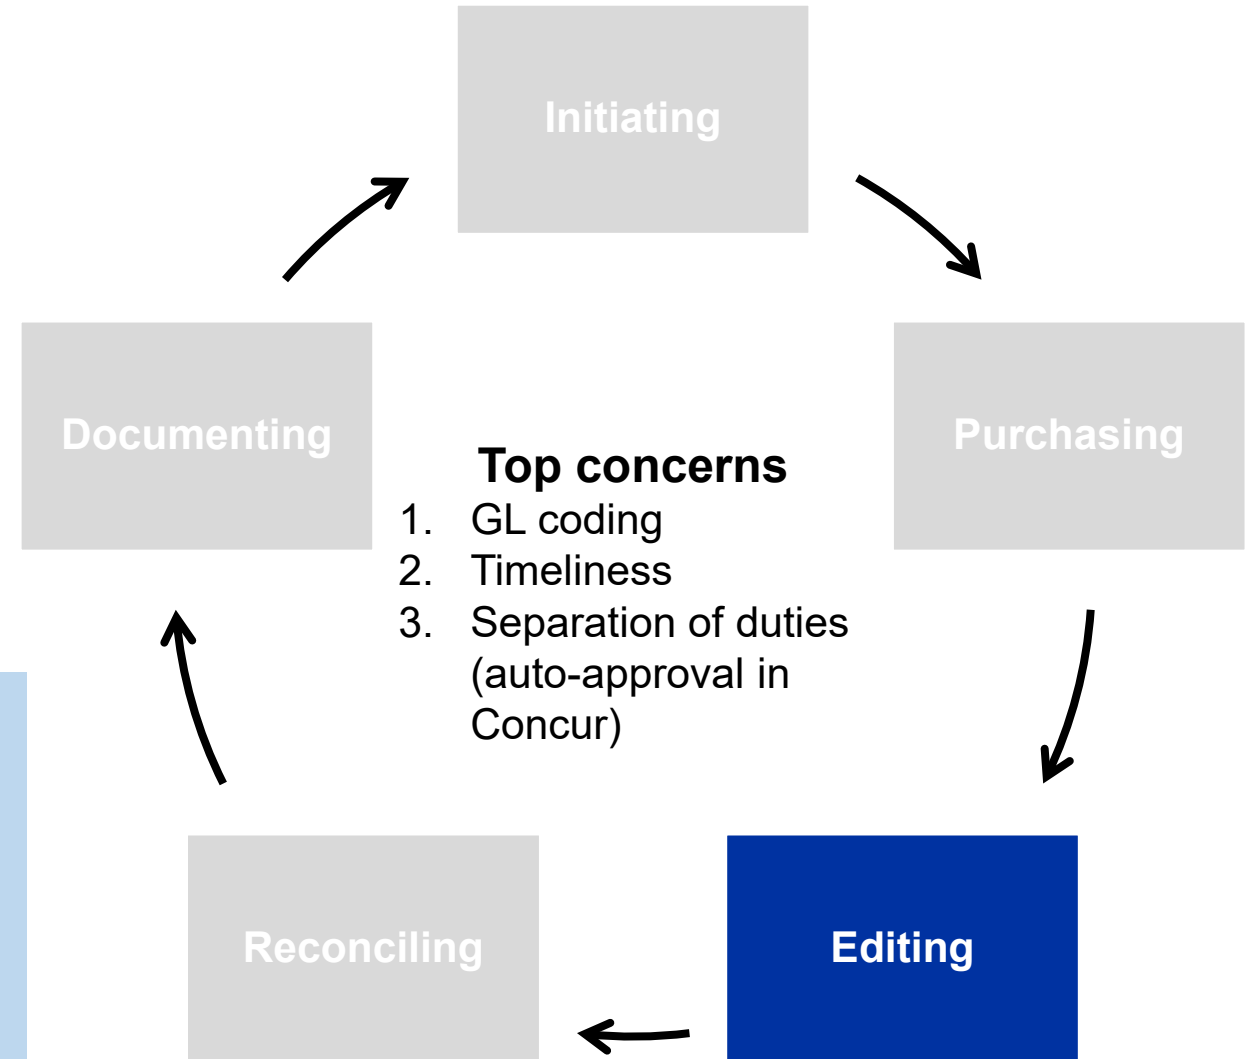 Initiating
Documenting
Purchasing
Top concerns
1. GL coding
2. Timeliness
3. Separation of duties
(auto-approval in
Concur)
Reconciling
Editing